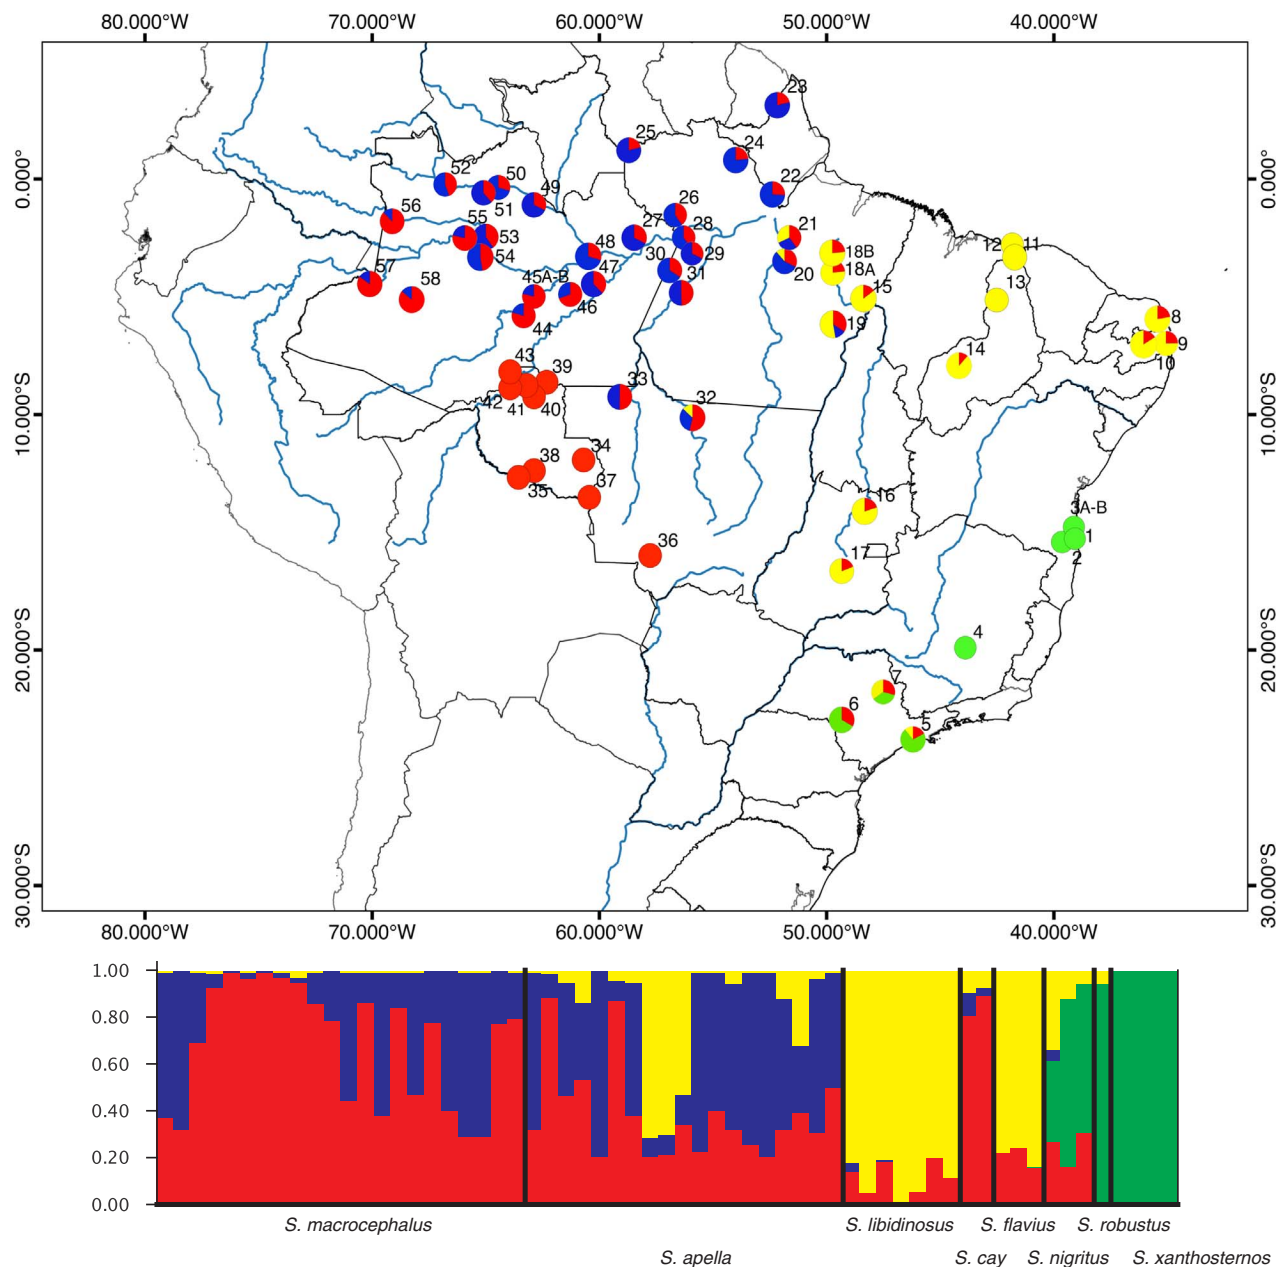 80.000°W 70.000°W 60.000°W 50.000°W 40.000°W
23
25
24
0.000° 52 50 22 0.000°
49
51 26
56 55 27 28 21 12 11
53 48 30 29 18B
54 47 20 18A 13
57 58 45A-B 31 15
46 8
44 19 9
43 39 14 10
33
42 41 40 32
10.000°S 10.000°S
34
38
35 37
16
3A-B
36 1
17 2
4
20.000°S 20.000°S
7
6
5
30.000°S 30.000°S
80.000°W 70.000°W 60.000°W 50.000°W 40.000°W
1.00
0.80
0.60
0.40
0.20
0.00
S. macrocephalus S. libidinosus S. flavius S. robustus
S. apella S. cay S. nigritus S. xanthosternos